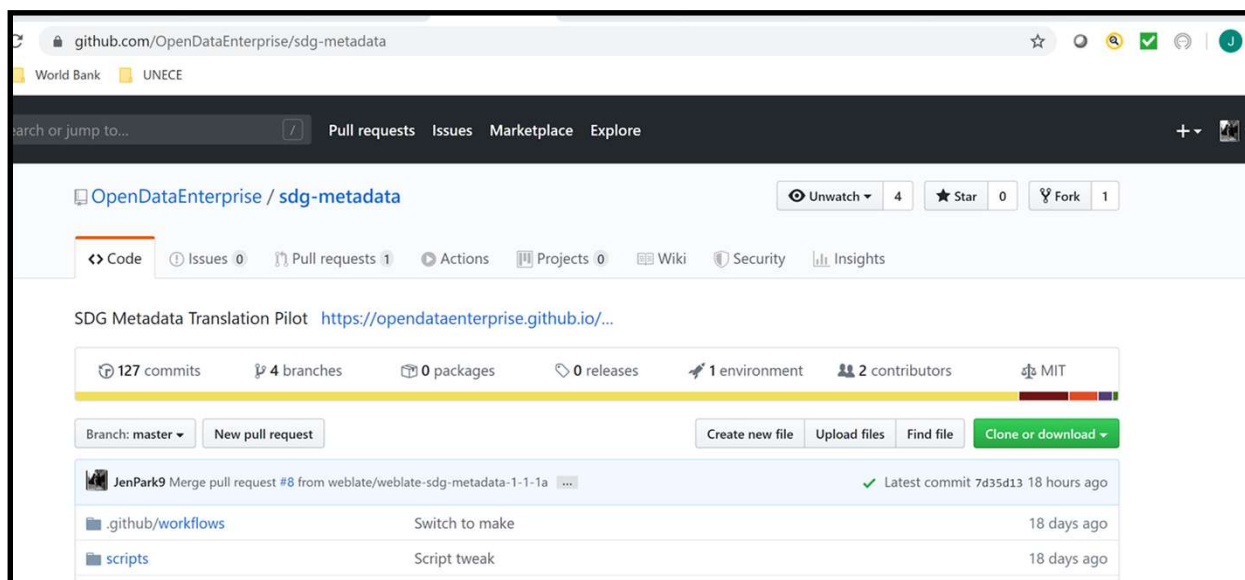 github.com/OpenDataEnterprise/sdg-metadata
J
World Bank UNECE
earch or jump to... / Pull requests Issues Marketplace Explore
OpenDataEnterprise / sdg-metadata Unwatch 4 Star 0 Fork 1
Code Issues 0 Pull requests 1 Actions Projects 0 Wiki Security Insights
SDG Metadata Translation Pilot https://opendataenterprise.github.io/...
127 commits 4 branches 0 packages 0 releases 1 environment 2 contributors MIT
Branch: master New pull request Create new file Upload files Find file Clone or download
JenPark9 Merge pull request #8 from weblate/weblate-sdg-metadata-1-1-1a ... Latest commit 7d35d13 18 hours ago
.github/workflows Switch to make 18 days ago
scripts Script tweak 18 days ago